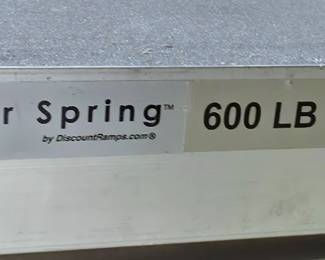 r Spring™ 600 LB
by DiscountRamps.com®